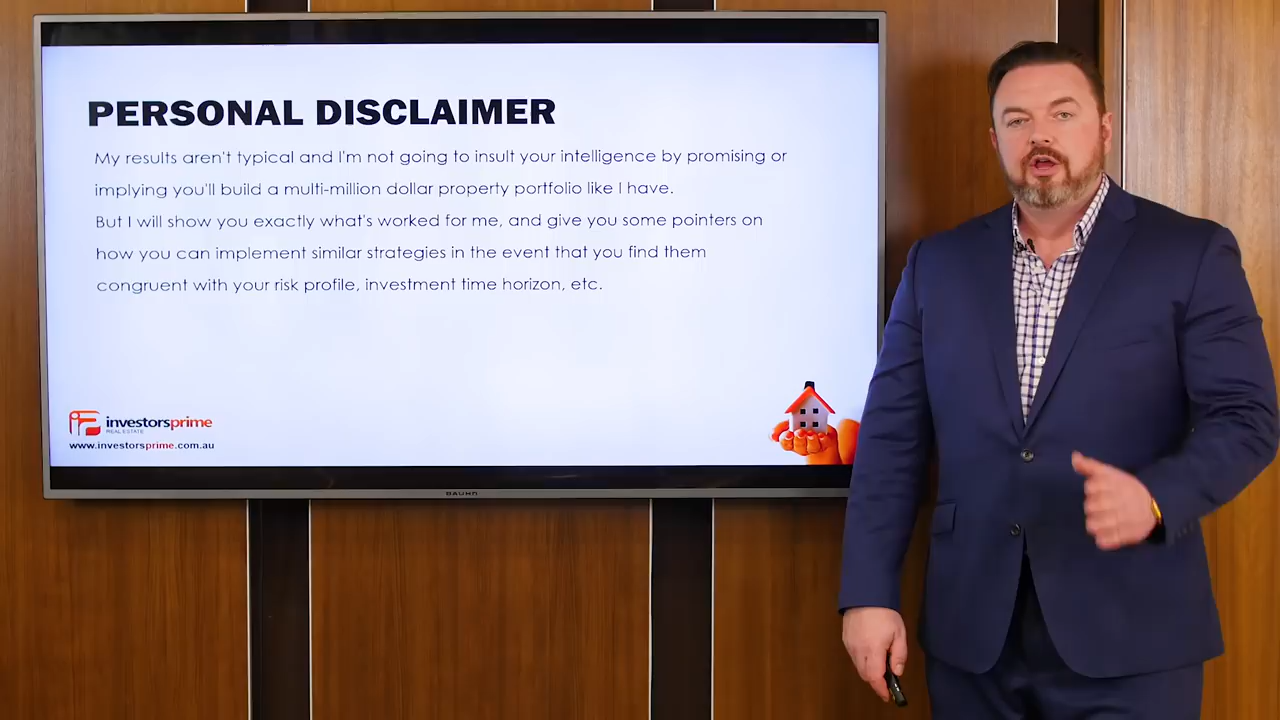 PERSONAL DISCLAIMER
My results aren't typical and I'm not going to insult your intelligence by promising or
implying you'll build a multi-million dollar property portfolio like I have.
But I will show you exactly what's worked for me, and give you some pointers on
how you can implement similar strategies in the event that you find them
congruent with your risk profile, investment time horizon, etc.
investorsprime
REAL ESTATE
www.investorsprime.com.au
BAUHN